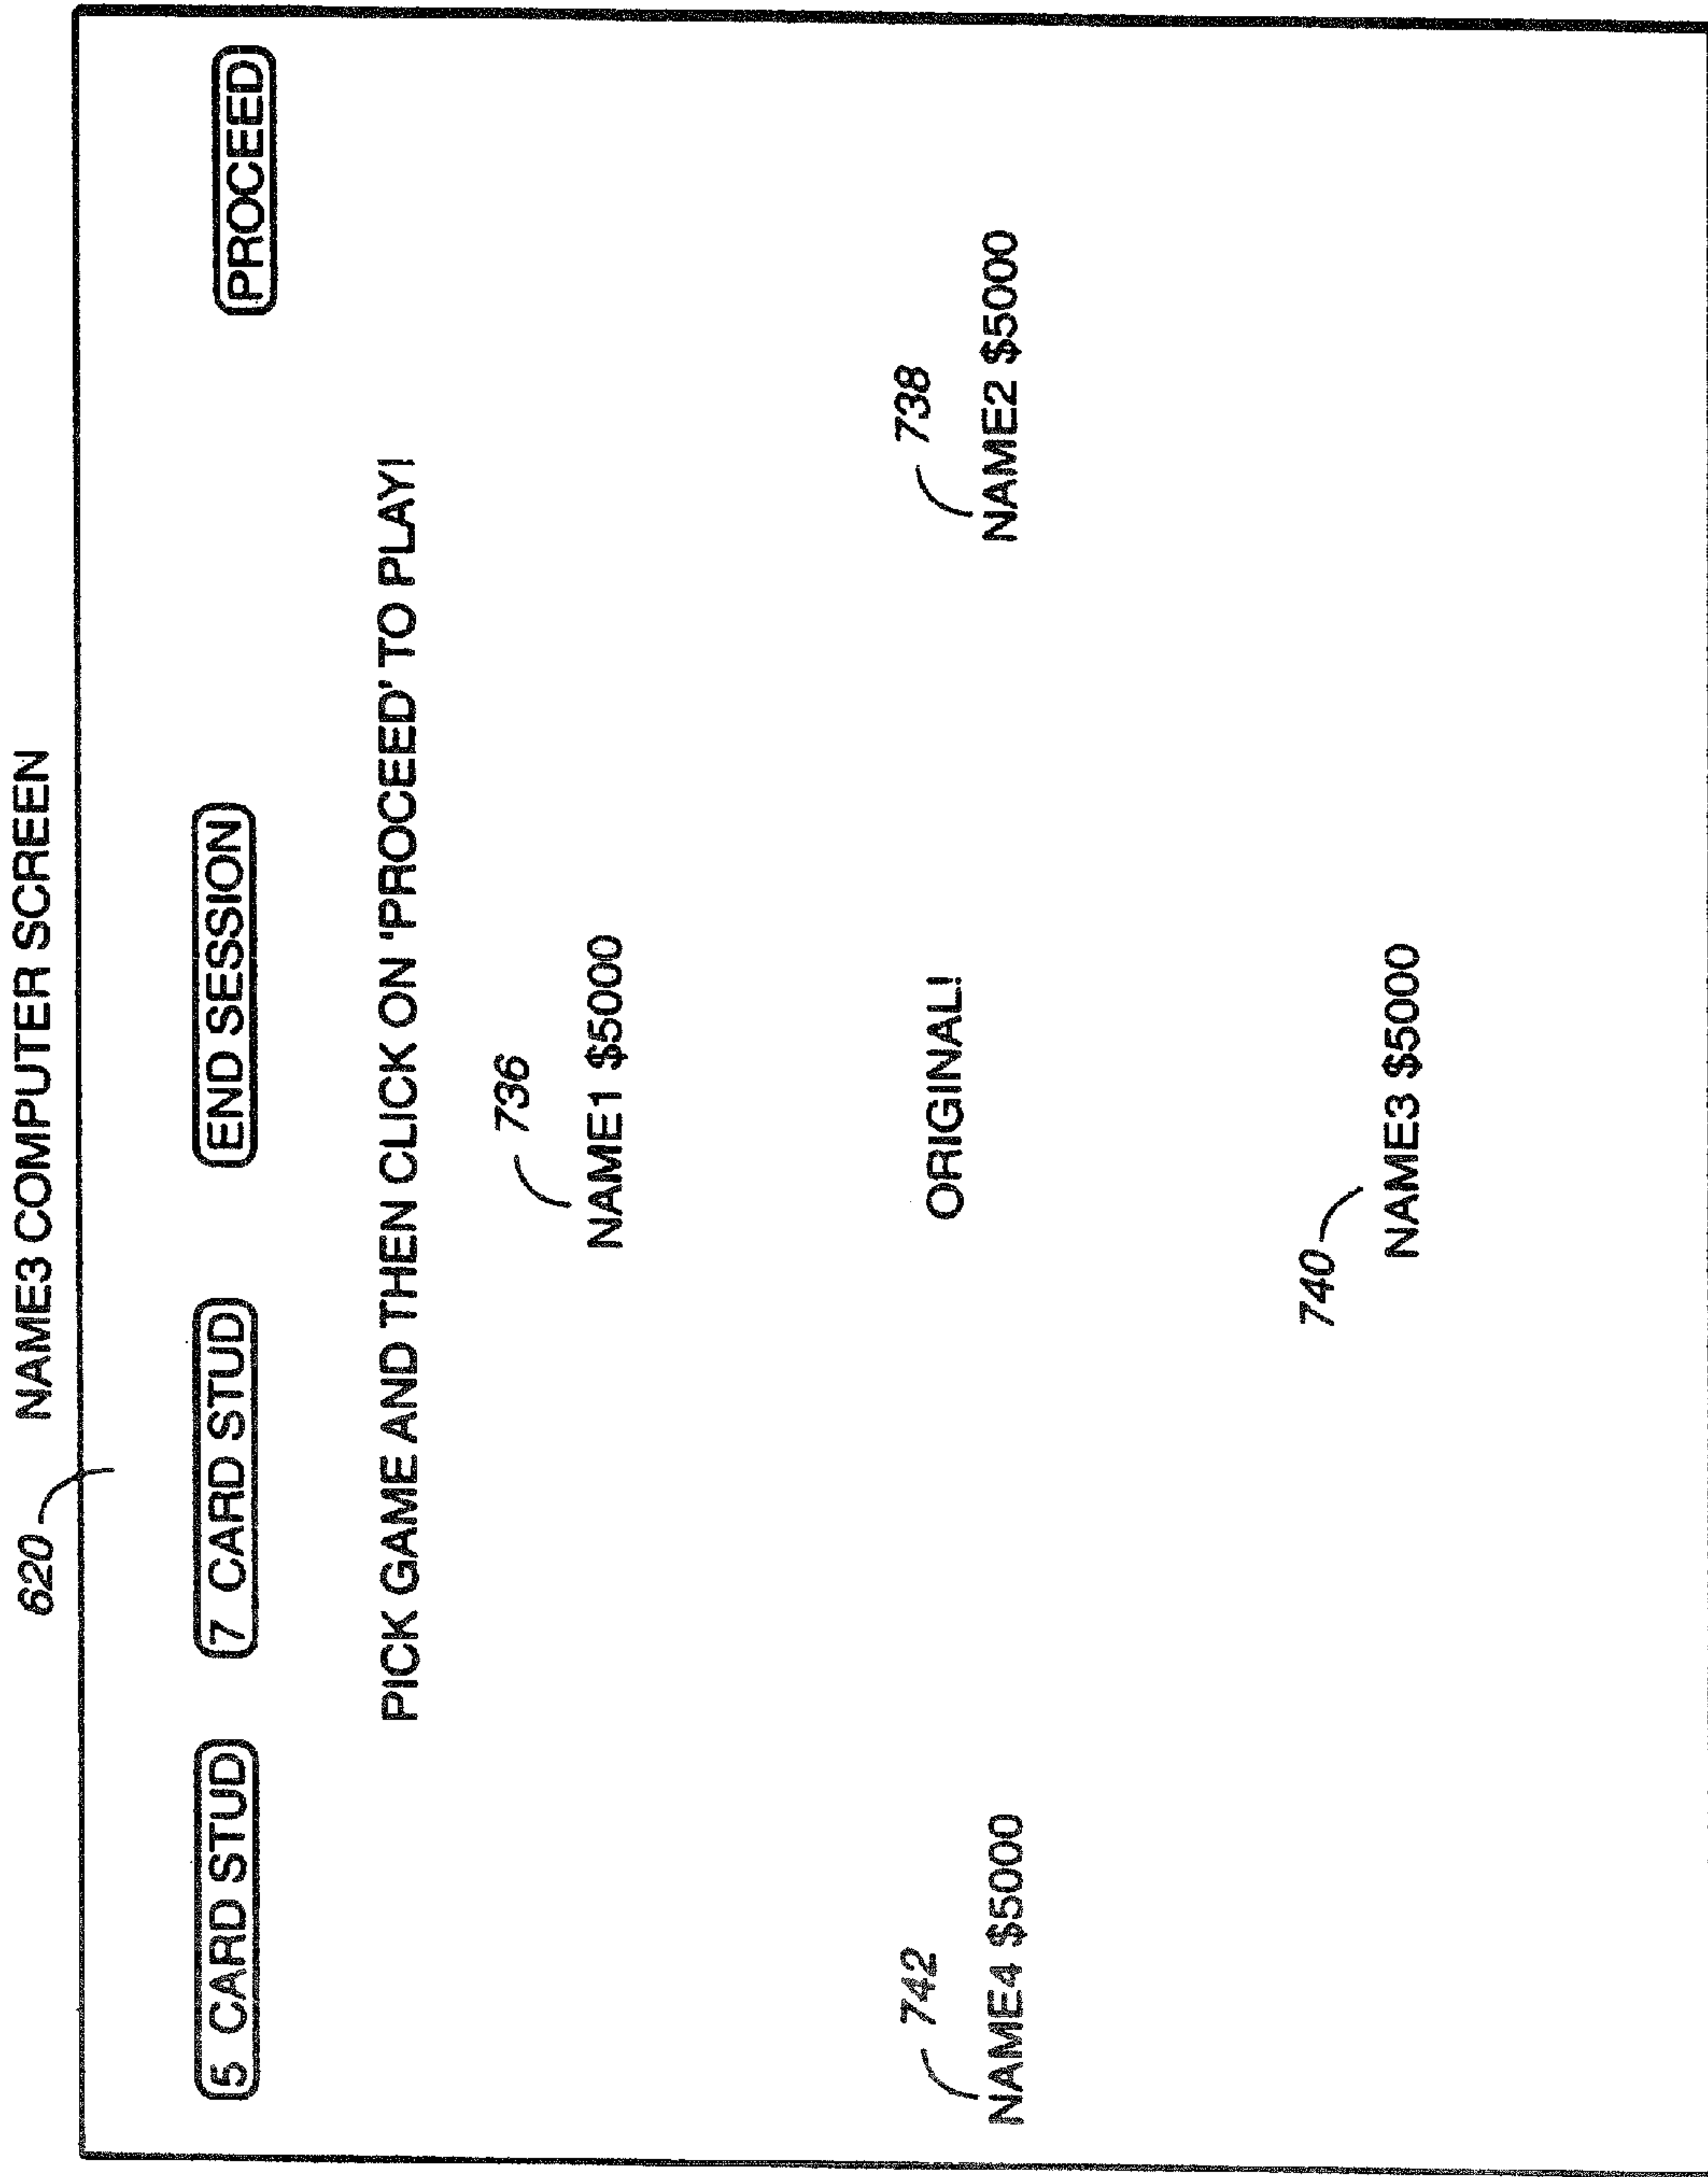 620 NAME3 COMPUTER SCREEN
5 CARD STUD 7 CARD STUD END SESSION PROCEED
PICK GAME AND THEN CLICK ON 'PROCEED' TO PLAY!
736
NAME1 $5000
742 738
ORIGINAL!
NAME4 $5000 NAME2 $5000
740
NAME3 $5000